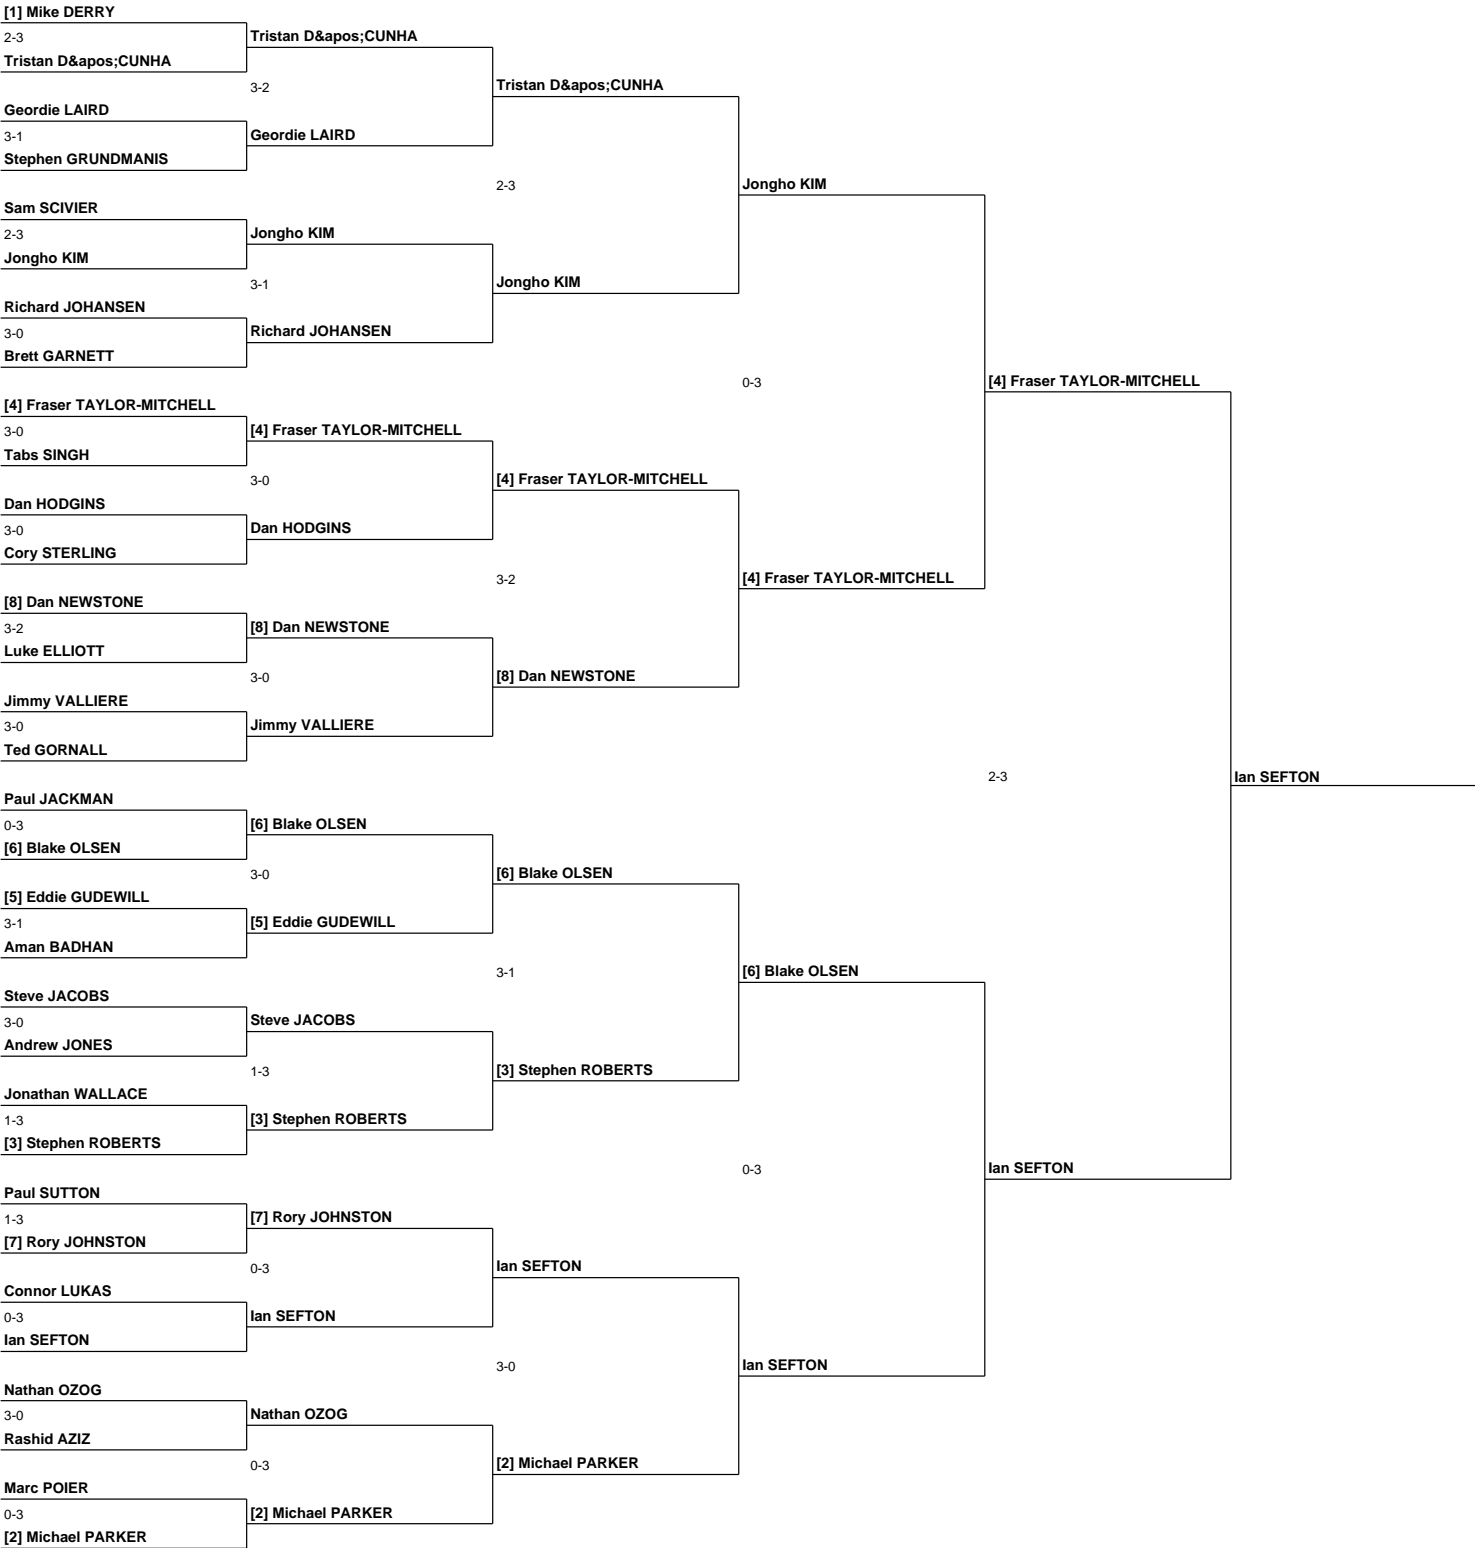 [1] Mike DERRY
2-3
Tristan D&apos;CUNHA
Tristan D&apos;CUNHA
3-2
Tristan D&apos;CUNHA
Geordie LAIRD
3-1
Geordie LAIRD
Stephen GRUNDMANIS
2-3
Jongho KIM
Sam SCIVIER
2-3
Jongho KIM
Jongho KIM
3-1
Jongho KIM
Richard JOHANSEN
3-0
Richard JOHANSEN
Brett GARNETT
0-3
[4] Fraser TAYLOR-MITCHELL
[4] Fraser TAYLOR-MITCHELL
3-0
[4] Fraser TAYLOR-MITCHELL
Tabs SINGH
3-0
[4] Fraser TAYLOR-MITCHELL
Dan HODGINS
3-0
Dan HODGINS
Cory STERLING
3-2
[4] Fraser TAYLOR-MITCHELL
[8] Dan NEWSTONE
3-2
[8] Dan NEWSTONE
Luke ELLIOTT
3-0
[8] Dan NEWSTONE
Jimmy VALLIERE
3-0
Jimmy VALLIERE
Ted GORNALL
2-3
Ian SEFTON
Paul JACKMAN
0-3
[6] Blake OLSEN
[6] Blake OLSEN
3-0
[6] Blake OLSEN
[5] Eddie GUDEWILL
3-1
[5] Eddie GUDEWILL
Aman BADHAN
3-1
[6] Blake OLSEN
Steve JACOBS
3-0
Steve JACOBS
Andrew JONES
1-3
[3] Stephen ROBERTS
Jonathan WALLACE
1-3
[3] Stephen ROBERTS
[3] Stephen ROBERTS
0-3
Ian SEFTON
Paul SUTTON
1-3
[7] Rory JOHNSTON
[7] Rory JOHNSTON
0-3
Ian SEFTON
Connor LUKAS
0-3
Ian SEFTON
Ian SEFTON
3-0
Ian SEFTON
Nathan OZOG
3-0
Nathan OZOG
Rashid AZIZ
0-3
[2] Michael PARKER
Marc POIER
0-3
[2] Michael PARKER
[2] Michael PARKER